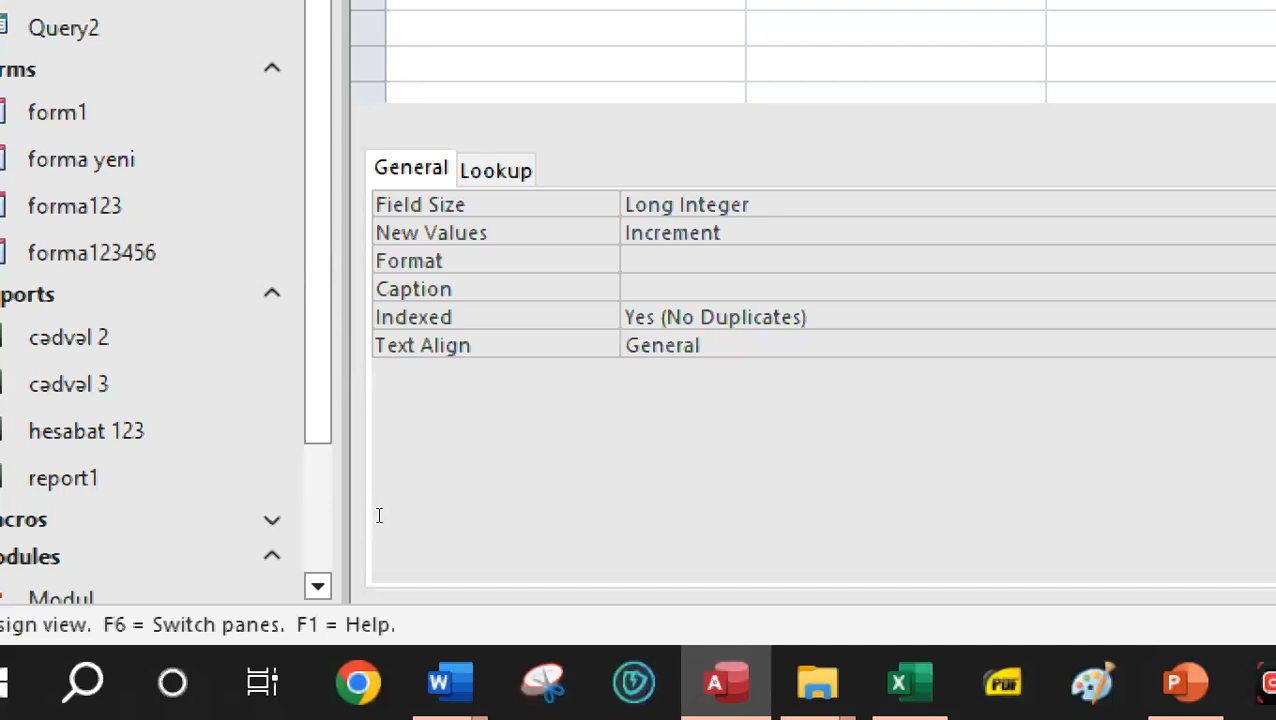 Query2
rms
form1
forma yeni
forma123
forma123456
ports
cədvəl 2
cədvəl 3
hesabat 123
report1
acros
odules
Modul
General Lookup
Field Size Long Integer
New Values Increment
Format
Caption
Indexed Yes (No Duplicates)
Text Align General
sign view. F6 = Switch panes. F1 = Help.
W A X PDF P